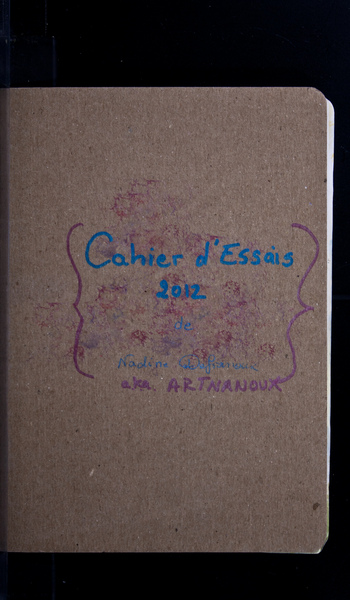 Cahier d'Essais
2012
de
Nadine
aka. ARTNANOUX